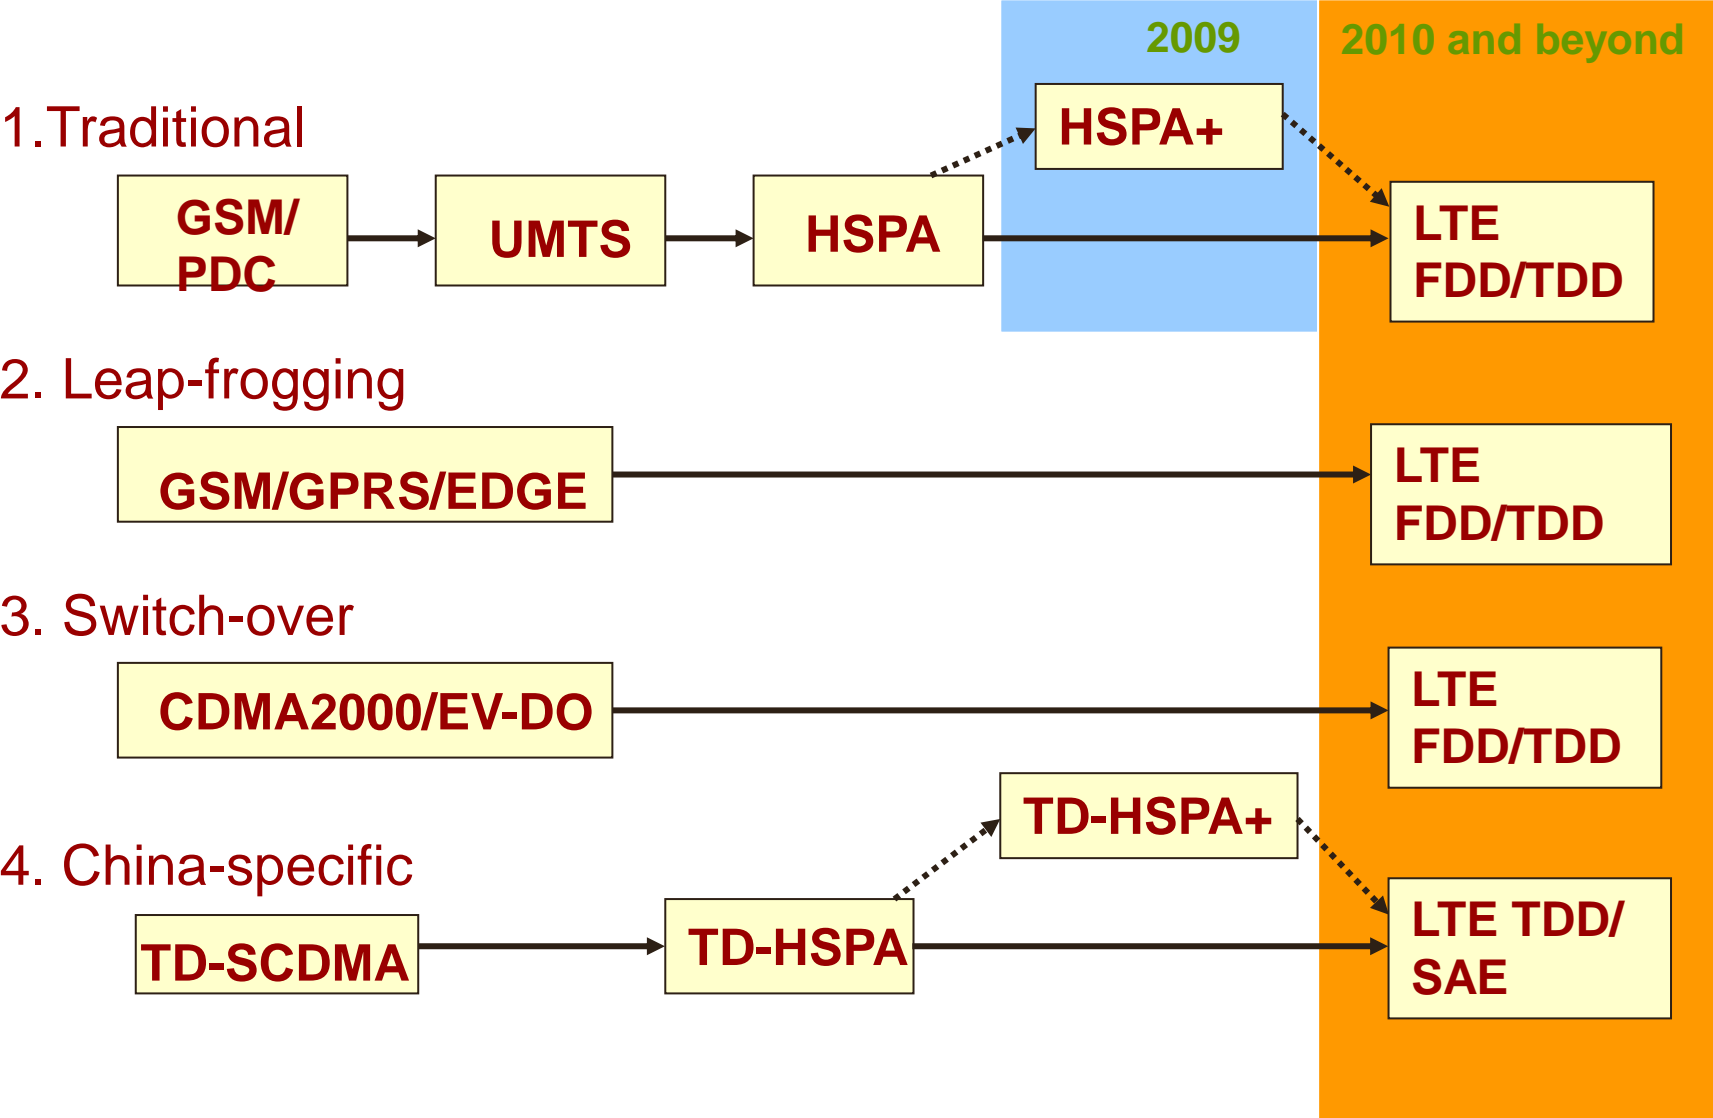 2009
2010 and beyond
1.Traditional
HSPA+
GSM/
PDC
UMTS
HSPA
LTE
FDD/TDD
2. Leap-frogging
GSM/GPRS/EDGE
LTE
FDD/TDD
3. Switch-over
CDMA2000/EV-DO
LTE
FDD/TDD
TD-HSPA+
4. China-specific
TD-SCDMA
TD-HSPA
LTE TDD/
SAE